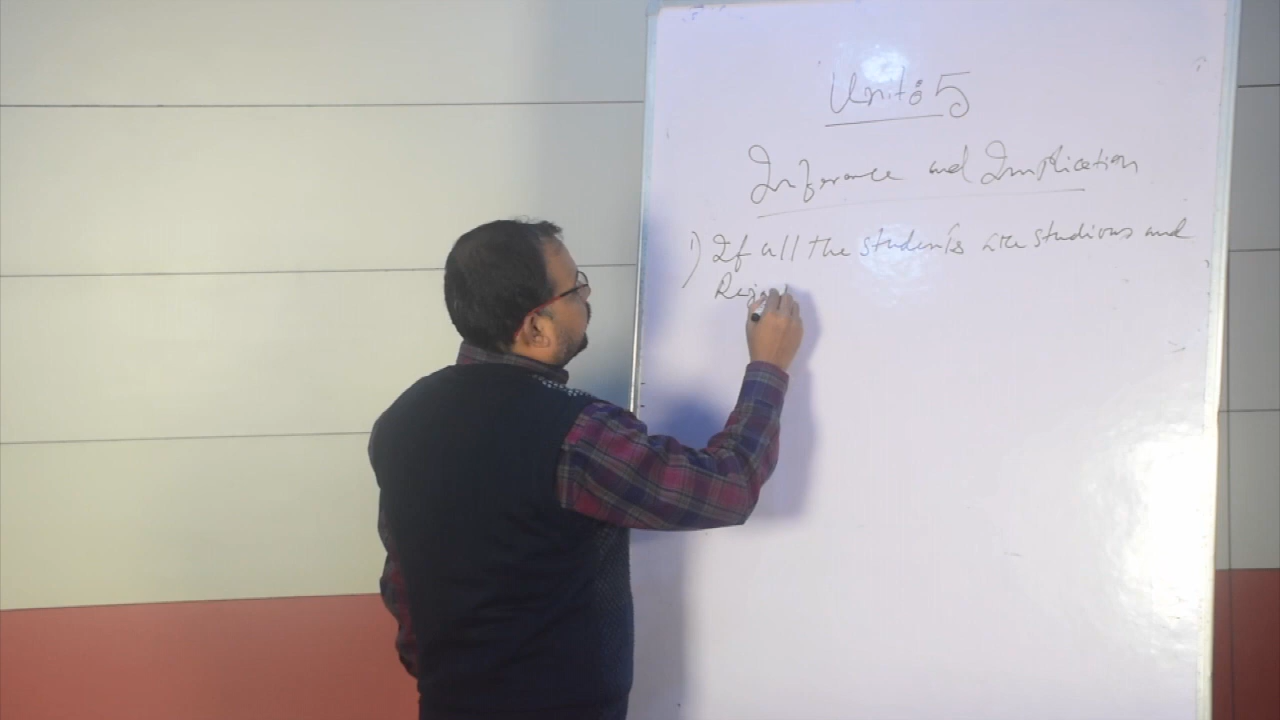 Unit: 5
Inference and Implication
1) If all the students are studious and